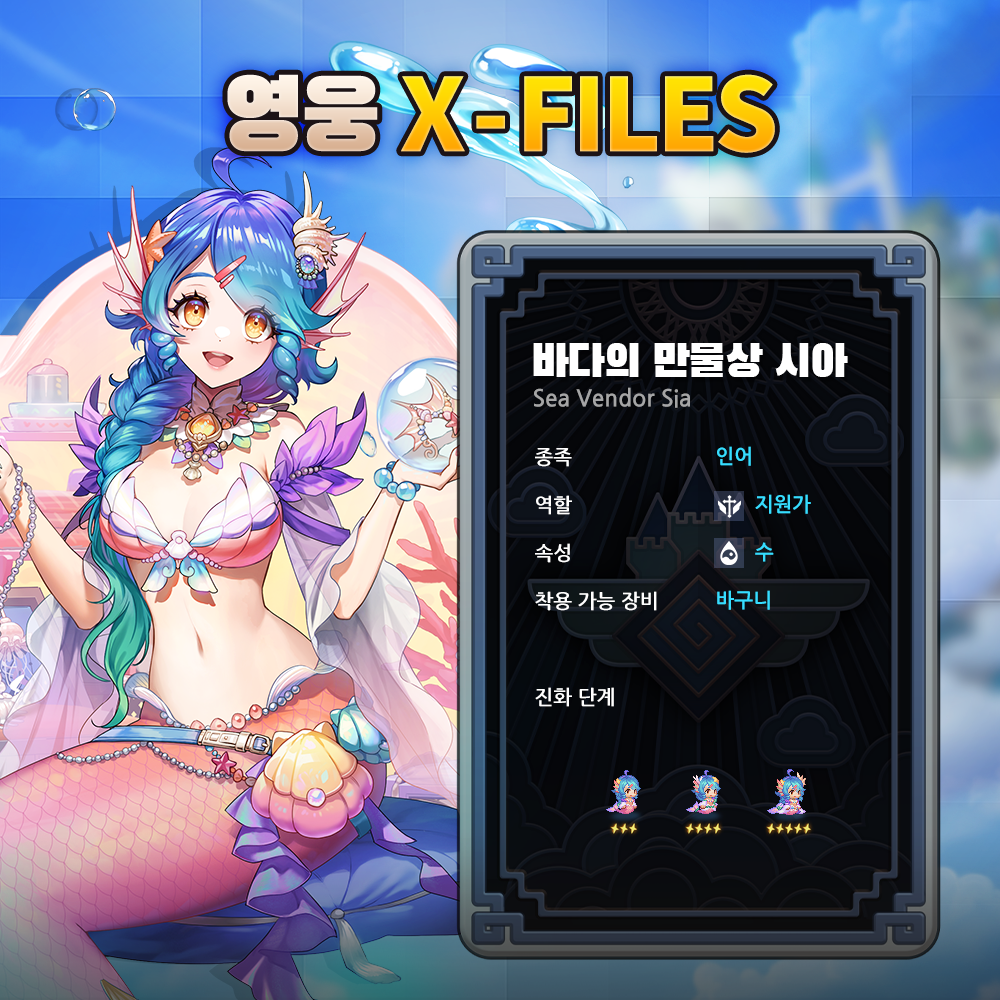 영웅 X-FILES
바다의 만물상 시아
Sea Vendor Sia
종족 인어
역할 지원가
속성 수
착용 가능 장비 바구니
진화 단계